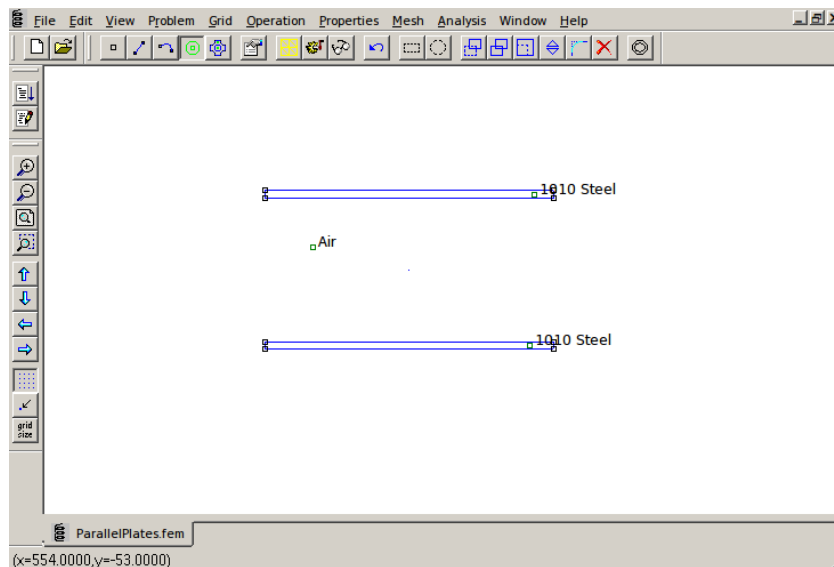 File Edit View Problem Grid Operation Properties Mesh Analysis Window Help
1010 Steel
Air
1010 Steel
grid
size
ParallelPlates.fem
(x=554.0000,y=-53.0000)